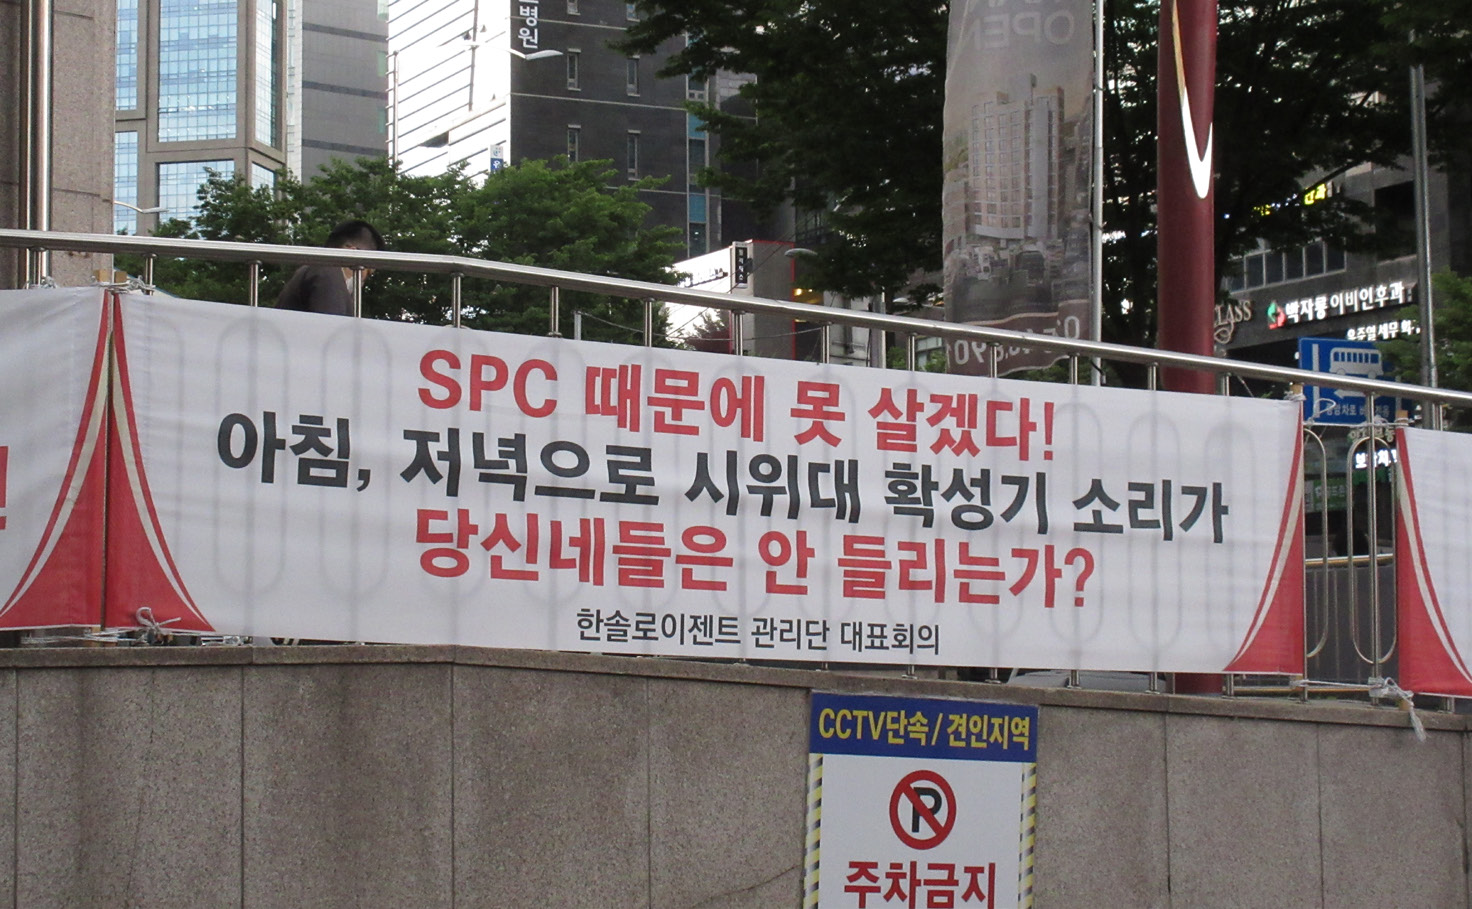 병원
OPEN
SPC 때문에 못 살겠다!
아침, 저녁으로 시위대 확성기 소리가
당신네들은 안 들리는가?
한솔로이젠트 관리단 대표회의
박자룡이비인후과
CCTV단속/견인지역
P
주차금지